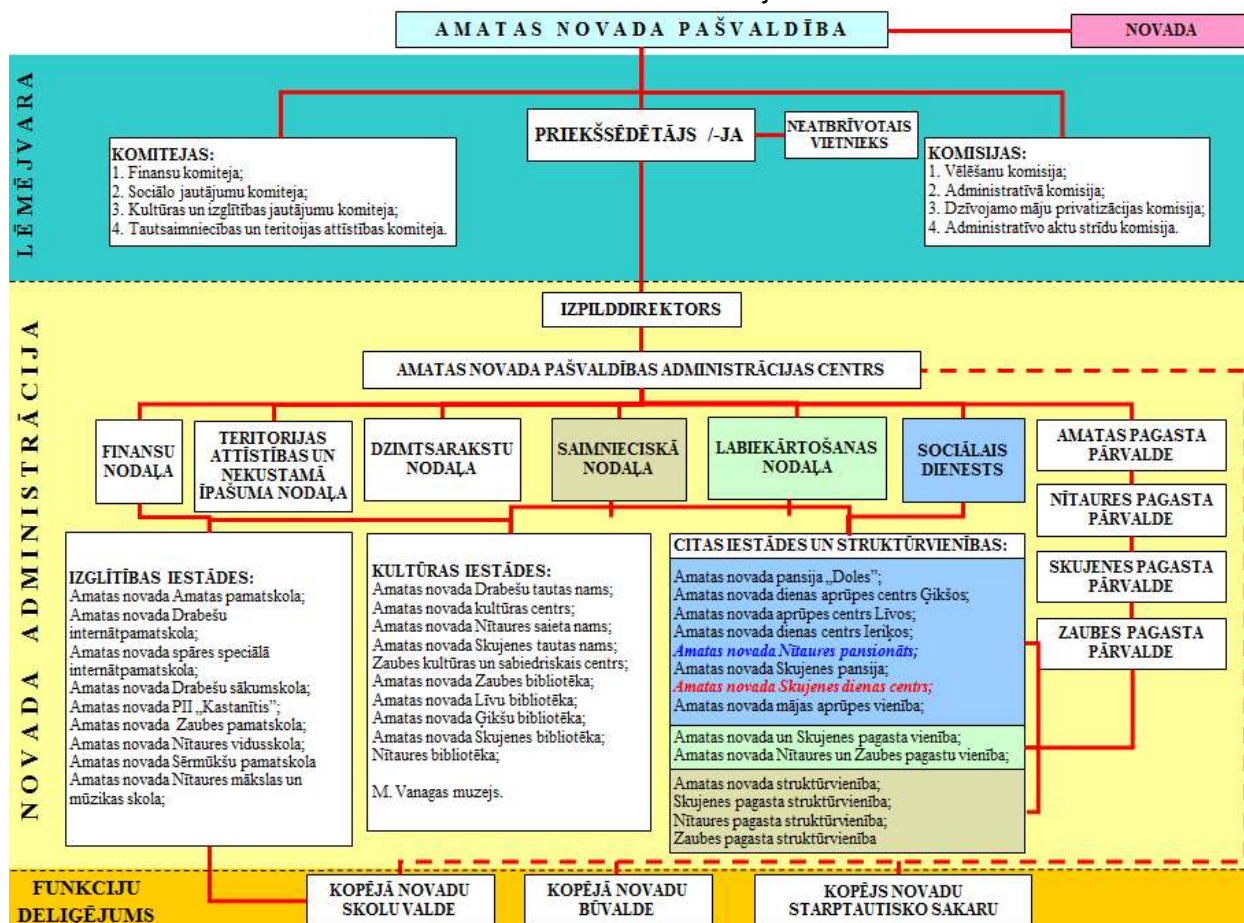 AMATAS NOVADA PAŠVALDĪBA
NOVADA
LĒMĒJVARA
PRIEKŠSĒDĒTĀJS /-JA
NEATBRĪVOTAIS
VIETNIEKS
KOMITEJAS:
1. Finansu komiteja;
2. Sociālo jautājumu komiteja;
3. Kultūras un izglītības jautājumu komiteja;
4. Tautsaimniecības un teritoijas attīstības komiteja.
KOMISIJAS:
1. Vēlēšanu komisija;
2. Administratīvā komisija;
3. Dzīvojamo māju privatizācijas komisija;
4. Administratīvo aktu strīdu komisija.
NOVADA ADMINISTRĀCIJA
IZPILDDIREKTORS
AMATAS NOVADA PAŠVALDĪBAS ADMINISTRĀCIJAS CENTRS
FINANSU
NODAĻA
TERITORIJAS
ATTĪSTĪBAS UN
NEKUSTAMĀ
ĪPAŠUMA NODAĻA
DZIMTSARAKSTU
NODAĻA
SAIMNIECISKĀ
NODAĻA
LABIEKĀRTOŠANAS
NODAĻA
SOCIĀLAIS
DIENESTS
AMATAS PAGASTA
PĀRVALDE
NĪTAURES PAGASTA
PĀRVALDE
SKUJENES PAGASTA
PĀRVALDE
ZAUBES PAGASTA
PĀRVALDE
IZGLĪTĪBAS IESTĀDES:
Amatas novada Amatas pamatskola;
Amatas novada Drabešu
internātpamatskola;
Amatas novada spāres speciālā
internātpamatskola;
Amatas novada Drabešu sākumskola;
Amatas novada PII „Kastanītis”;
Amatas novada  Zaubes pamatskola;
Amatas novada Nītaures vidusskola;
Amatas novada Sērmūkšu pamatskola
Amatas novada Nītaures mākslas un
mūzikas skola;
KULTŪRAS IESTĀDES:
Amatas novada Drabešu tautas nams;
Amatas novada kultūras centrs;
Amatas novada Nītaures saieta nams;
Amatas novada Skujenes tautas nams;
Zaubes kultūras un sabiedriskais centrs;
Amatas novada Zaubes bibliotēka;
Amatas novada Līvu bibliotēka;
Amatas novada Ģikšu bibliotēka;
Amatas novada Skujenes bibliotēka;
Nītaures bibliotēka;
M. Vanagas muzejs.
CITAS IESTĀDES UN STRUKTŪRVIENĪBAS:
Amatas novada pansija „Doles”;
Amatas novada dienas aprūpes centrs Ģikšos;
Amatas novada aprūpes centrs Līvos;
Amatas novada dienas centrs Ieriķos;
Amatas novada Nītaures pansionāts;
Amatas novada Skujenes pansija;
Amatas novada Skujenes dienas centrs;
Amatas novada mājas aprūpes vienība;
Amatas novada un Skujenes pagasta vienība;
Amatas novada Nītaures un Zaubes pagastu vienība;
Amatas novada struktūrvienība;
Skujenes pagasta struktūrvienība;
Nītaures pagasta struktūrvienība;
Zaubes pagasta struktūrvienība
FUNKCIJU
DELIĢĒJUMS
KOPĒJĀ NOVADU
SKOLU VALDE
KOPĒJĀ NOVADU
BŪVALDE
KOPĒJS NOVADU
STARPTAUTISKO SAKARU